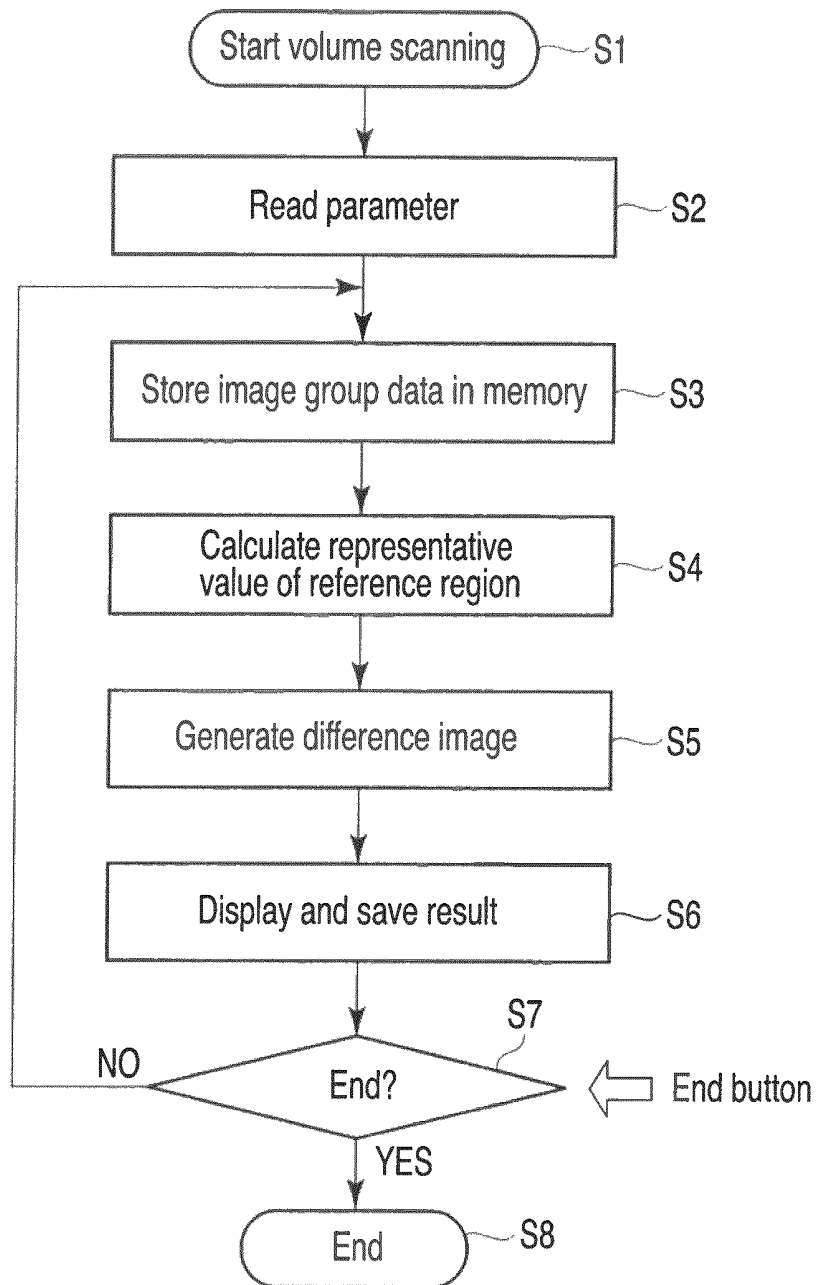 Start volume scanning S1
Read parameter S2
Store image group data in memory S3
Calculate representative
value of reference region S4
Generate difference image S5
Display and save result S6
S7
NO End? End button
YES
End S8